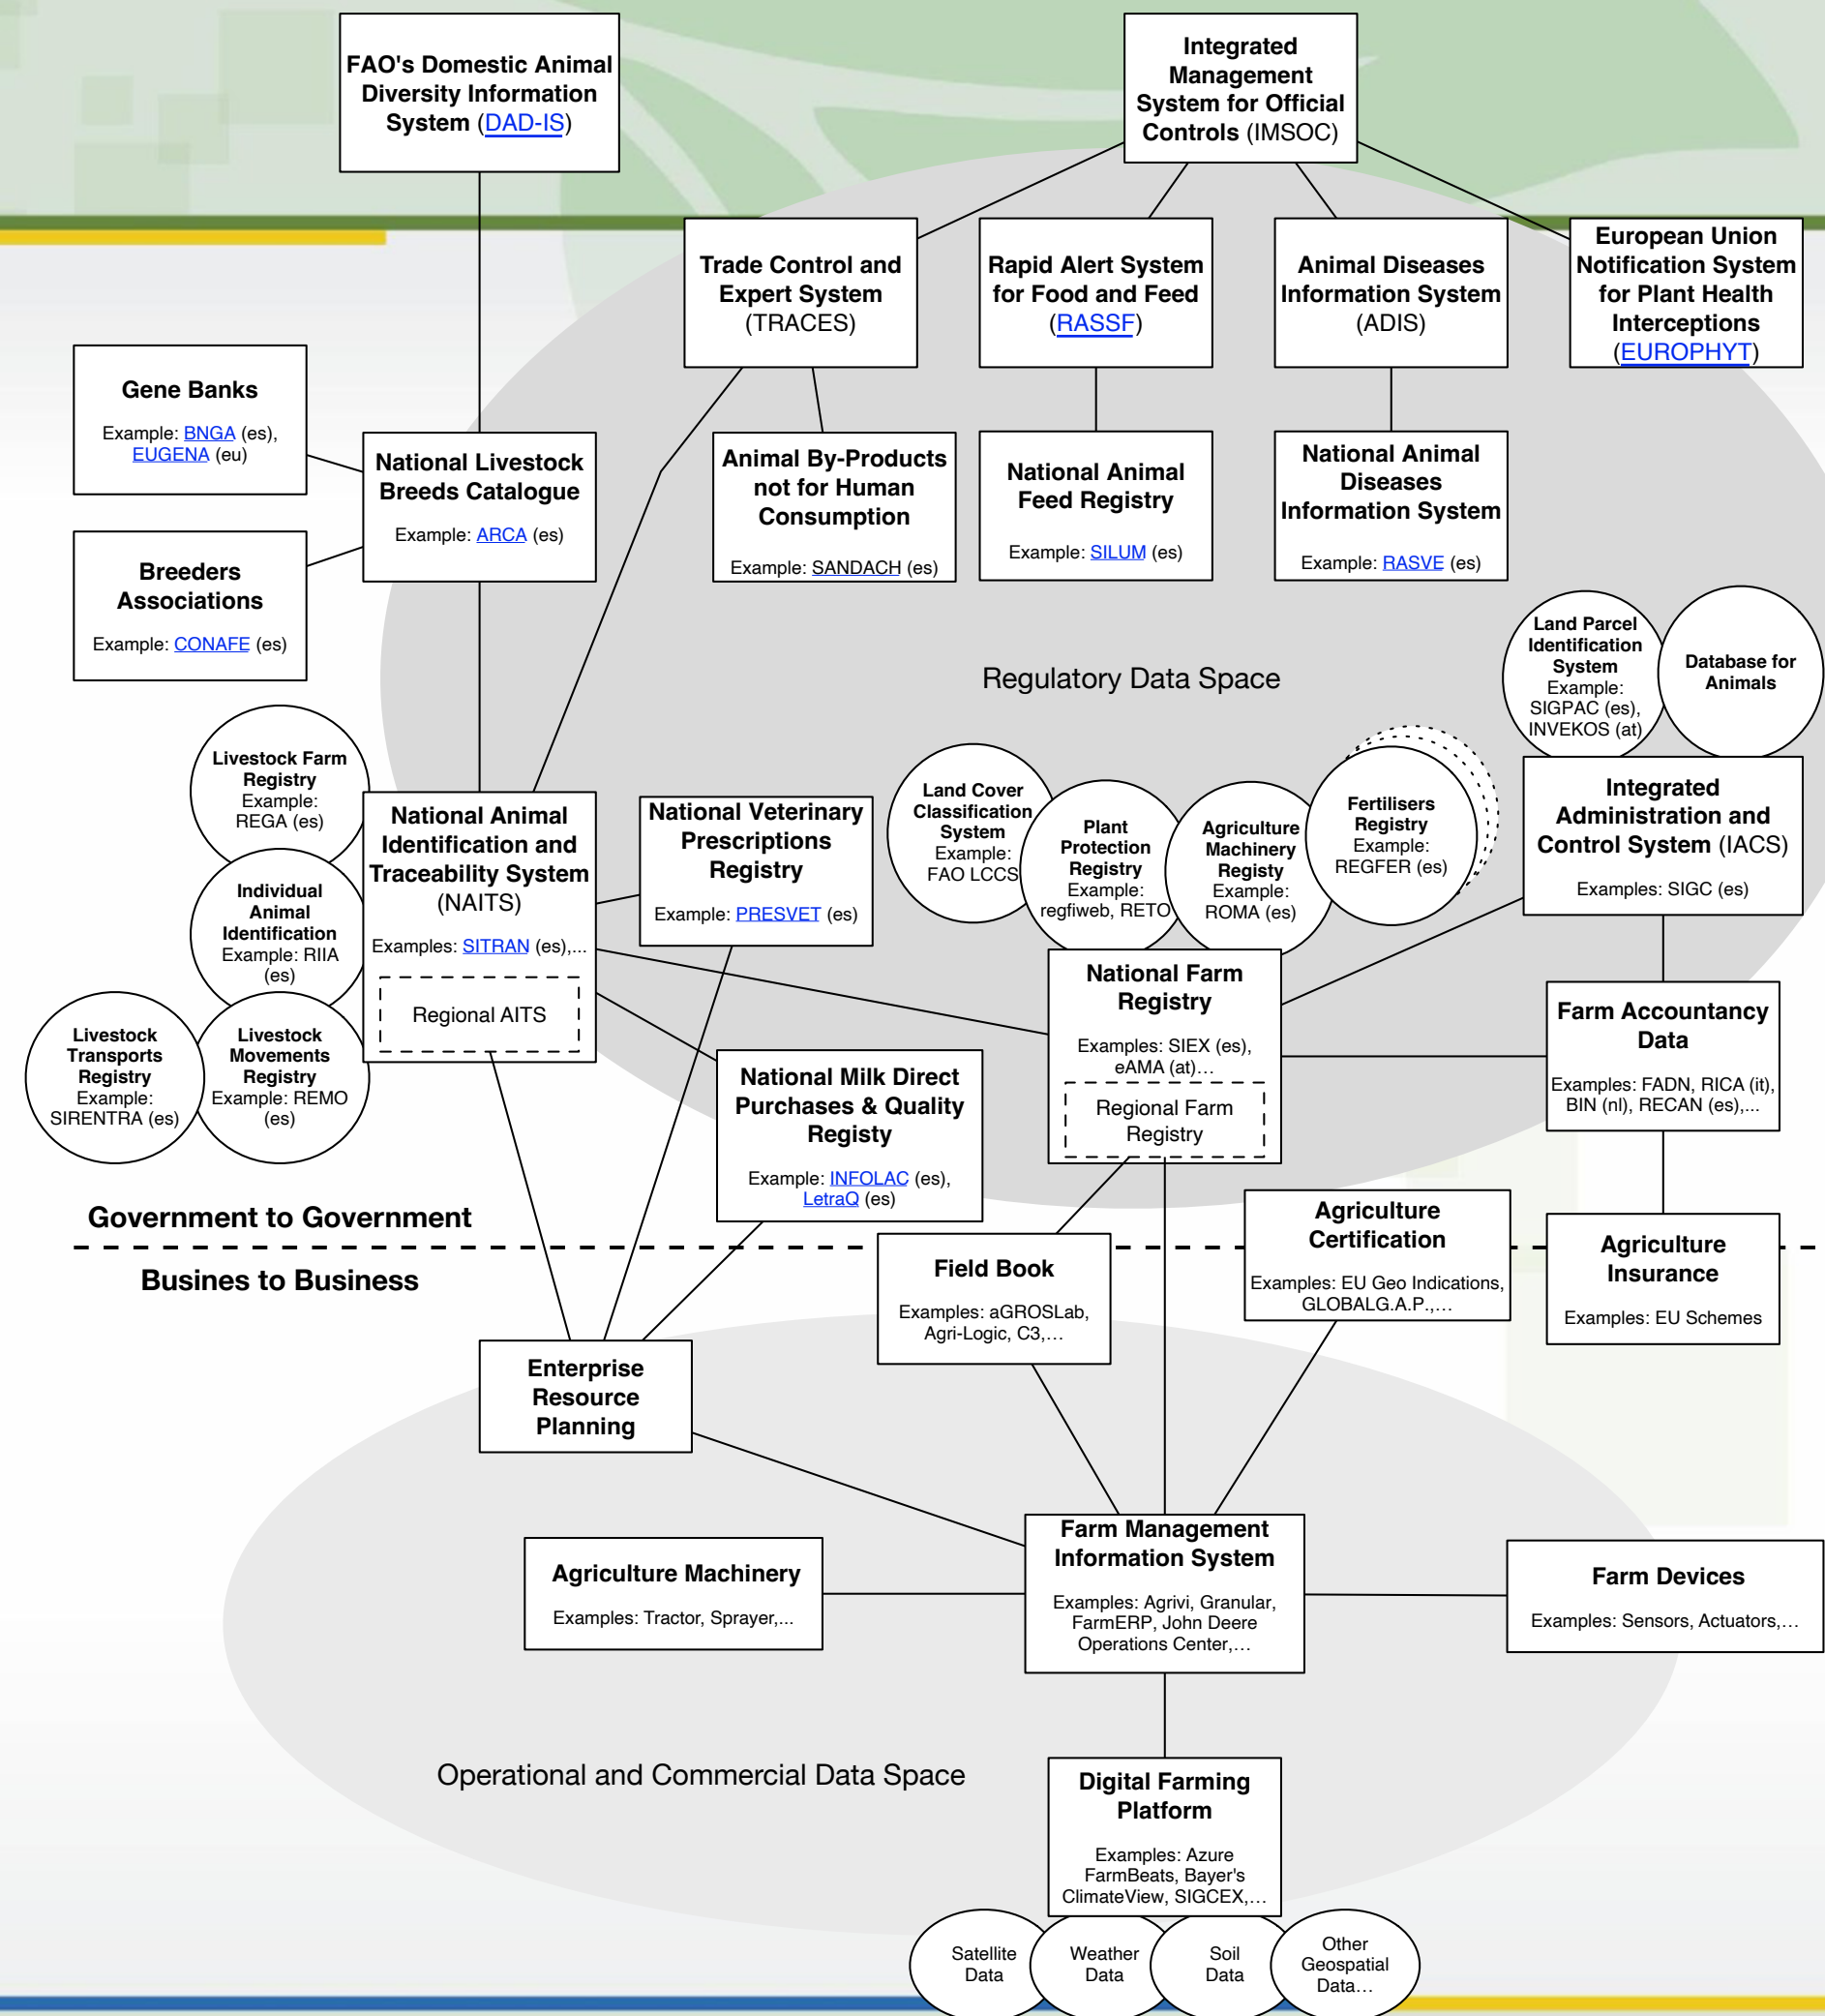 FAO's Domestic Animal
Diversity Information
System (DAD-IS)
Integrated
Management
System for Official
Controls (IMSOC)
Trade Control and
Expert System
(TRACES)
Rapid Alert System
for Food and Feed
(RASSF)
Animal Diseases
Information System
(ADIS)
European Union
Notification System
for Plant Health
Interceptions
(EUROPHYT)
Gene Banks
Example: BNGA (es),
EUGENA (eu)
National Livestock
Breeds Catalogue
Example: ARCA (es)
Animal By-Products
not for Human
Consumption
Example: SANDACH (es)
National Animal
Feed Registry
Example: SILUM (es)
National Animal
Diseases
Information System
Example: RASVE (es)
Breeders
Associations
Example: CONAFE (es)
Regulatory Data Space
Land Parcel
Identification
System
Example:
SIGPAC (es),
INVEKOS (at)
Database for
Animals
Livestock Farm
Registry
Example:
REGA (es)
Individual
Animal
Identification
Example: RIIA
(es)
Livestock
Transports
Registry
Example:
SIRENTRA (es)
Livestock
Movements
Registry
Example: REMO
(es)
National Animal
Identification and
Traceability System
(NAITS)
Examples: SITRAN (es),...
Regional AITS
National Veterinary
Prescriptions
Registry
Example: PRESVET (es)
Land Cover
Classification
System
Example:
FAO LCCS
Plant
Protection
Registry
Example:
regfiweb, RETO
Agriculture
Machinery
Registy
Example:
ROMA (es)
Fertilisers
Registry
Example:
REGFER (es)
Integrated
Administration and
Control System (IACS)
Examples: SIGC (es)
National Farm
Registry
Examples: SIEX (es),
eAMA (at)…
Regional Farm
Registry
Farm Accountancy
Data
Examples: FADN, RICA (it),
BIN (nl), RECAN (es),...
National Milk Direct
Purchases & Quality
Registy
Example: INFOLAC (es),
LetraQ (es)
Government to Government
Busines to Business
Field Book
Examples: aGROSLab,
Agri-Logic, C3,…
Agriculture
Certification
Examples: EU Geo Indications,
GLOBALG.A.P.,…
Agriculture
Insurance
Examples: EU Schemes
Enterprise
Resource
Planning
Agriculture Machinery
Examples: Tractor, Sprayer,...
Farm Management
Information System
Examples: Agrivi, Granular,
FarmERP, John Deere
Operations Center,…
Farm Devices
Examples: Sensors, Actuators,…
Operational and Commercial Data Space
Digital Farming
Platform
Examples: Azure
FarmBeats, Bayer's
ClimateView, SIGCEX,…
Satellite
Data
Weather
Data
Soil
Data
Other
Geospatial
Data…